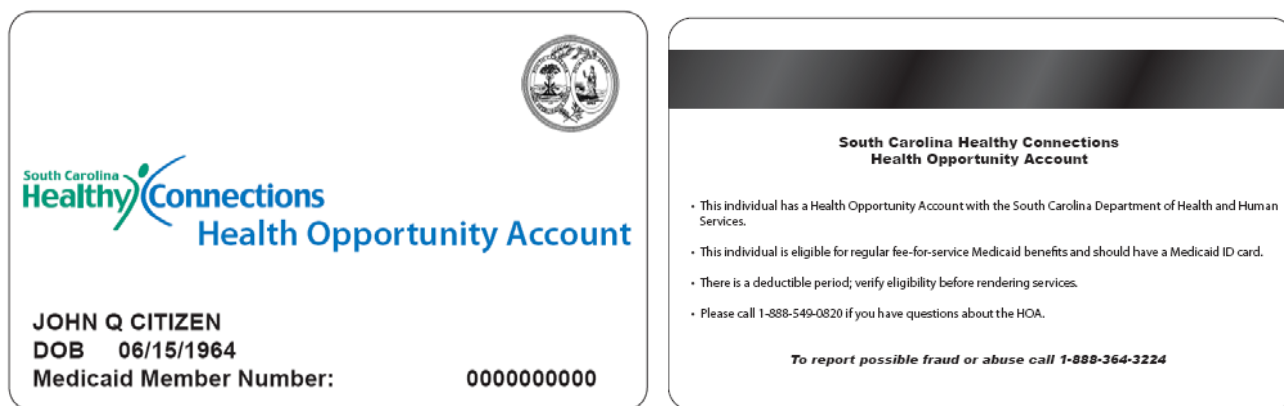 South Carolina
Healthy Connections
Health Opportunity Account
JOHN Q CITIZEN
DOB 06/15/1964
Medicaid Member Number: 0000000000
South Carolina Healthy Connections
Health Opportunity Account
• This individual has a Health Opportunity Account with the South Carolina Department of Health and Human
Services.
• This individual is eligible for regular fee-for-service Medicaid benefits and should have a Medicaid ID card.
• There is a deductible period; verify eligibility before rendering services.
• Please call 1-888-549-0820 if you have questions about the HOA.
To report possible fraud or abuse call 1-888-364-3224